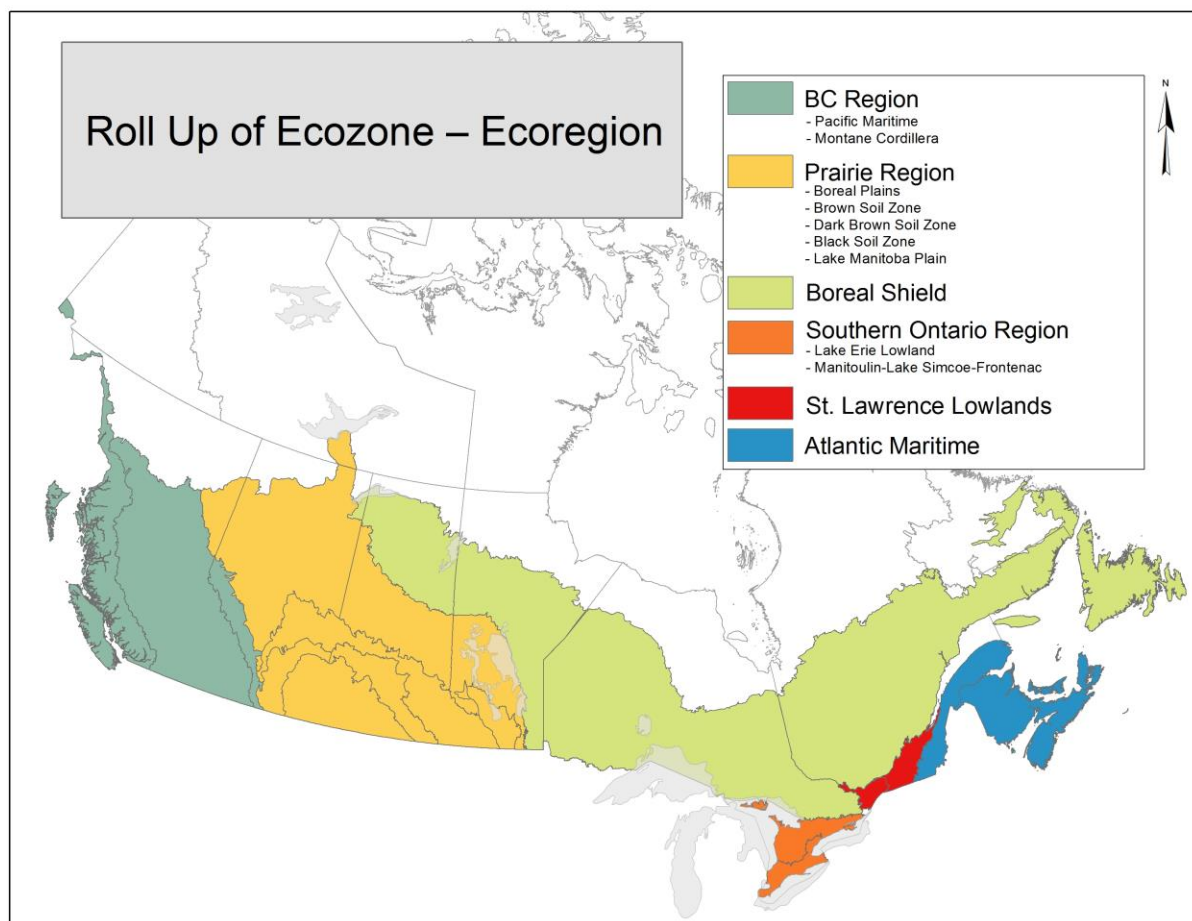 Roll Up of Ecozone – Ecoregion
BC Region
- Pacific Maritime
- Montane Cordillera
Prairie Region
- Boreal Plains
- Brown Soil Zone
- Dark Brown Soil Zone
- Black Soil Zone
- Lake Manitoba Plain
Boreal Shield
Southern Ontario Region
- Lake Erie Lowland
- Manitoulin-Lake Simcoe-Frontenac
St. Lawrence Lowlands
Atlantic Maritime
N